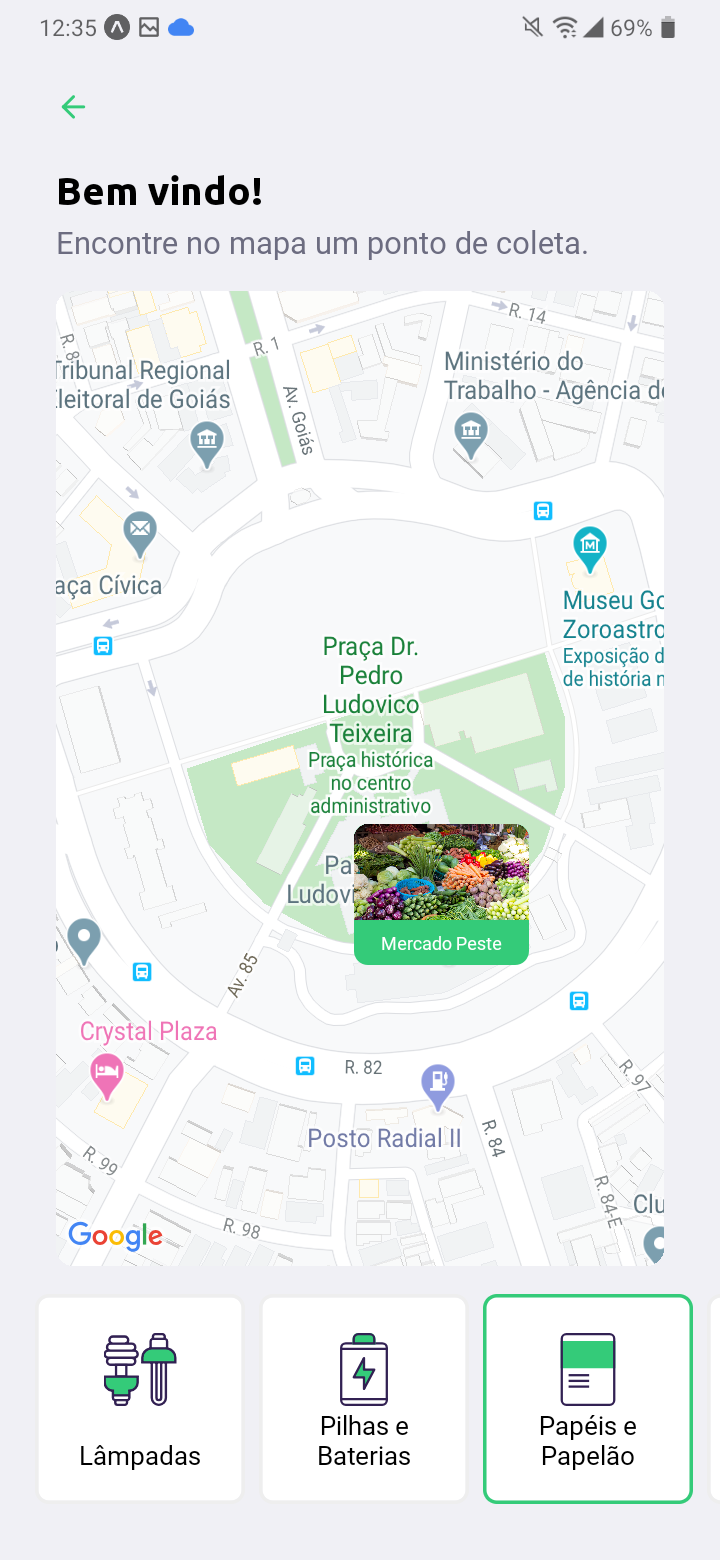 12:35
69%
Bem vindo!
Encontre no mapa um ponto de coleta.
R. 14
R. 8
R. 1
Av. Goiás
Tribunal Regional
Eleitoral de Goiás
Ministério do
Trabalho - Agência de
aça Cívica
Museu Go
Zoroastro
Exposição d
de história n
Praça Dr.
Pedro
Ludovico
Teixeira
Praça histórica
no centro
administrativo
Pa
Ludovi
Mercado Peste
Av. 85
Crystal Plaza
R. 82
R. 97
Posto Radial II
R. 84
R. 99
R. 84-E
Clu
R. 98
Google
Lâmpadas
Pilhas e
Baterias
Papéis e
Papelão